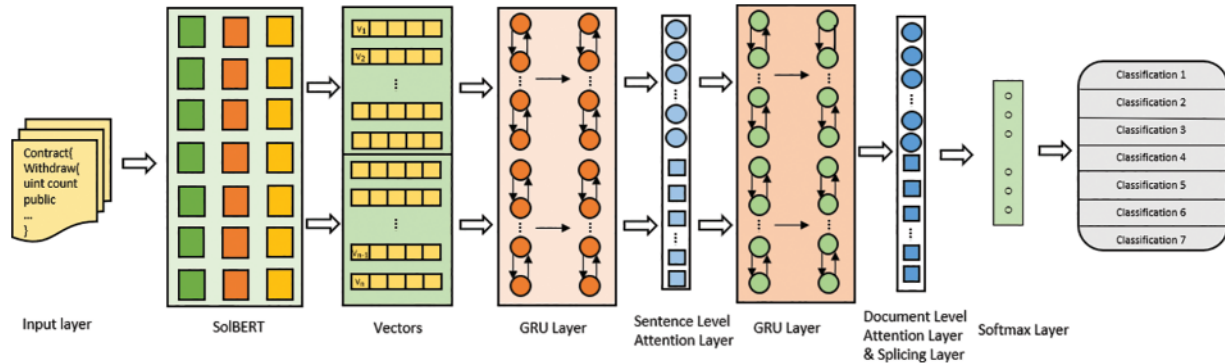 Contract{
Withdraw(
uint count
public
...
}
Input layer
SolBERT
V1
V2
Vn-1
Vn
Vectors
GRU Layer
Sentence Level
Attention Layer
GRU Layer
Document Level
Attention Layer
& Splicing Layer
Softmax Layer
Classification 1
Classification 2
Classification 3
Classification 4
Classification 5
Classification 6
Classification 7